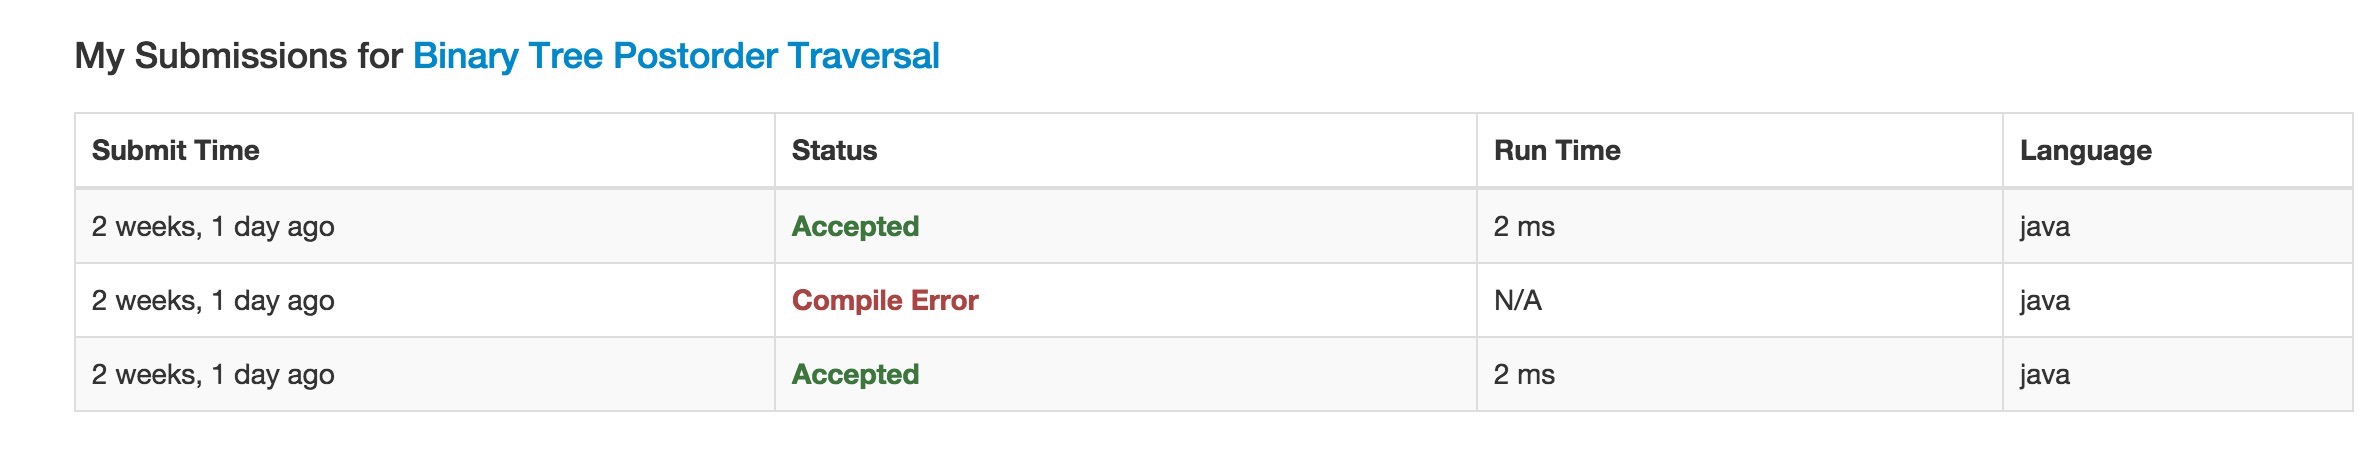 My Submissions for Binary Tree Postorder Traversal
Submit Time Status Run Time Language
2 weeks, 1 day ago Accepted 2 ms java
2 weeks, 1 day ago Compile Error N/A java
2 weeks, 1 day ago Accepted 2 ms java